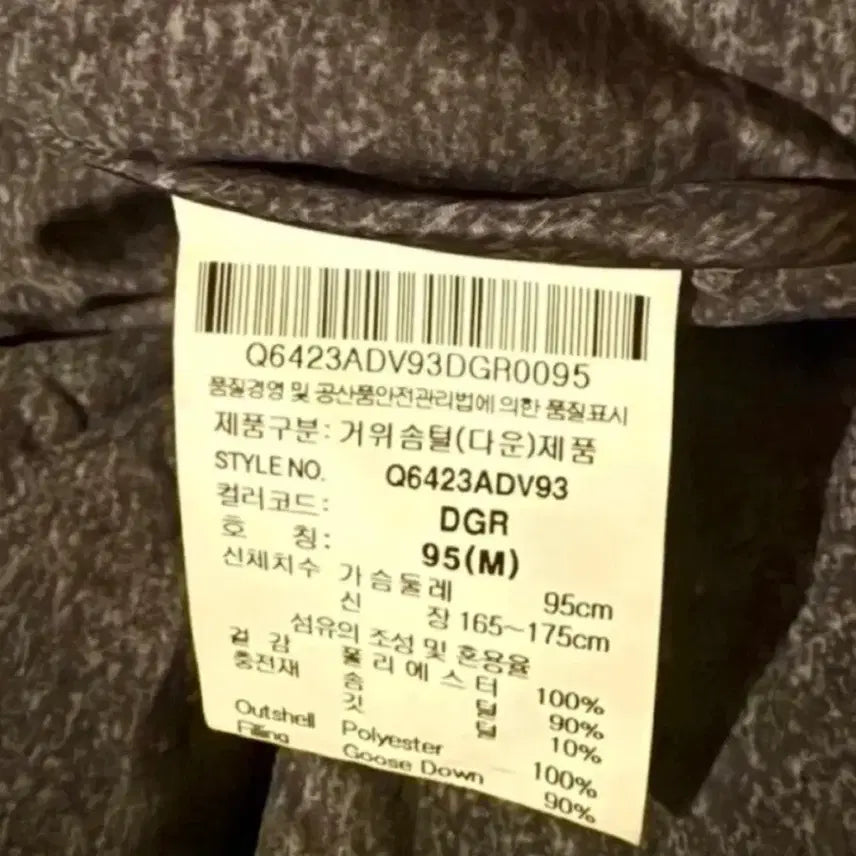 Q6423ADV93DGR0095
품질경영 및 공산품안전관리법에 의한 품질표시
제품구분: 거위솜털(다운)제품
STYLE NO. Q6423ADV93
컬러코드: DGR
호 칭: 95(M)
신체치수 가슴둘레 95cm
신 장 165~175cm
섬유의 조성 및 혼용율
겉 감 폴리에스터 100%
충전재 솜 털 90%
깃 털 10%
Outshell Polyester 100%
Filling Goose Down 90%